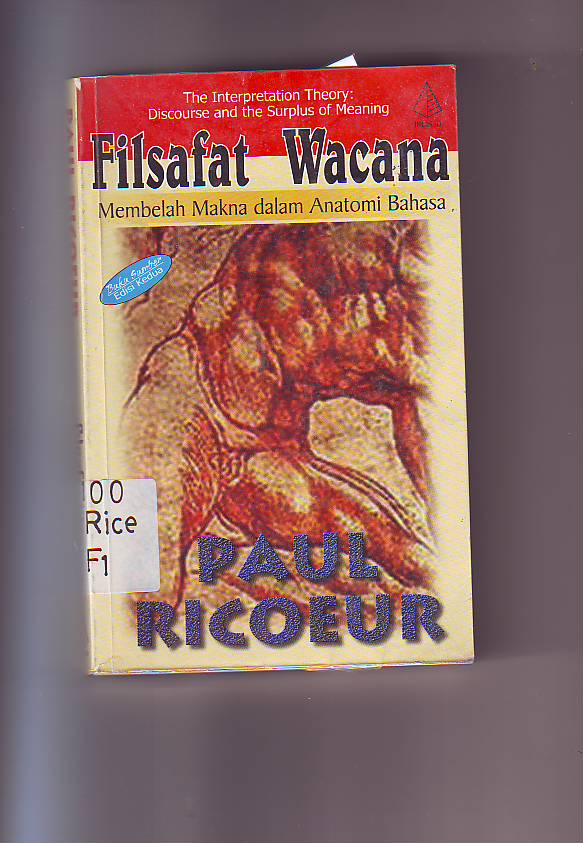 The Interpretation Theory:
Discourse and the Surplus of Meaning
Filsafat Wacana
Membelah Makna dalam Anatomi Bahasa
Buku Sumber
Edisi Kedua
100
Rice
F1
PAUL
RICOEUR